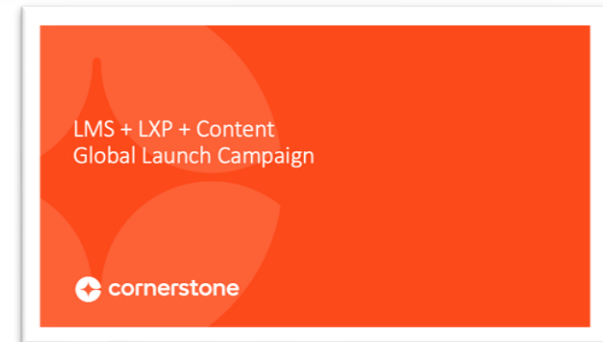 LMS + LXP + Content
Global Launch Campaign
cornerstone